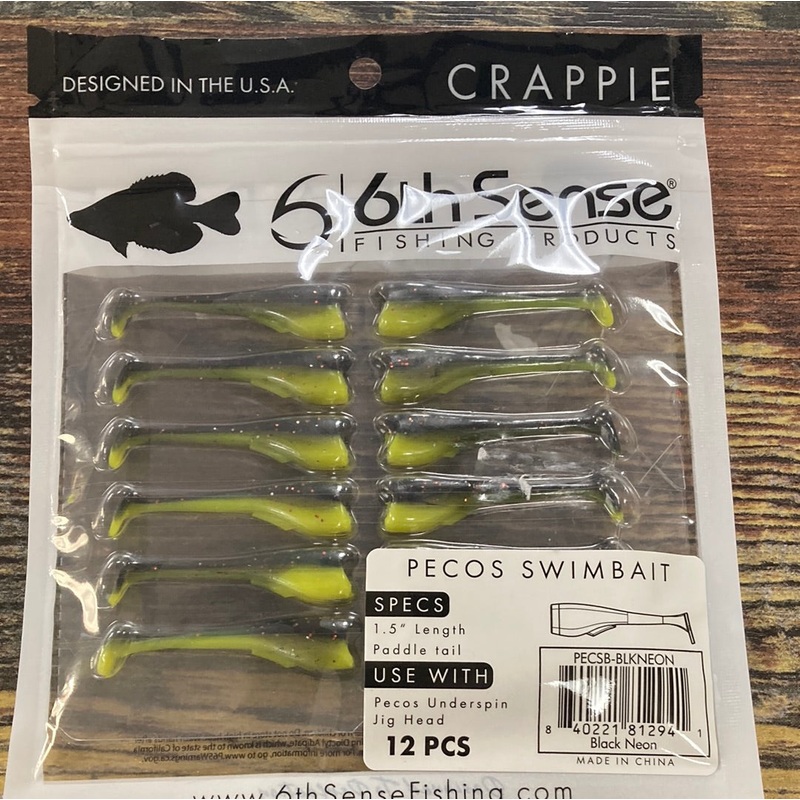 DESIGNED IN THE U.S.A.
CRAPPIE
6 6th Sense®
FISHING PRODUCTS
PECOS SWIMBAIT
SPECS
1.5" Length
Paddle tail
USE WITH
Pecos Underspin
Jig Head
12 PCS
PECSB-BLKNEON
8 40221 81294 1
Black Neon
MADE IN CHINA
www.6thSenseFishing.com